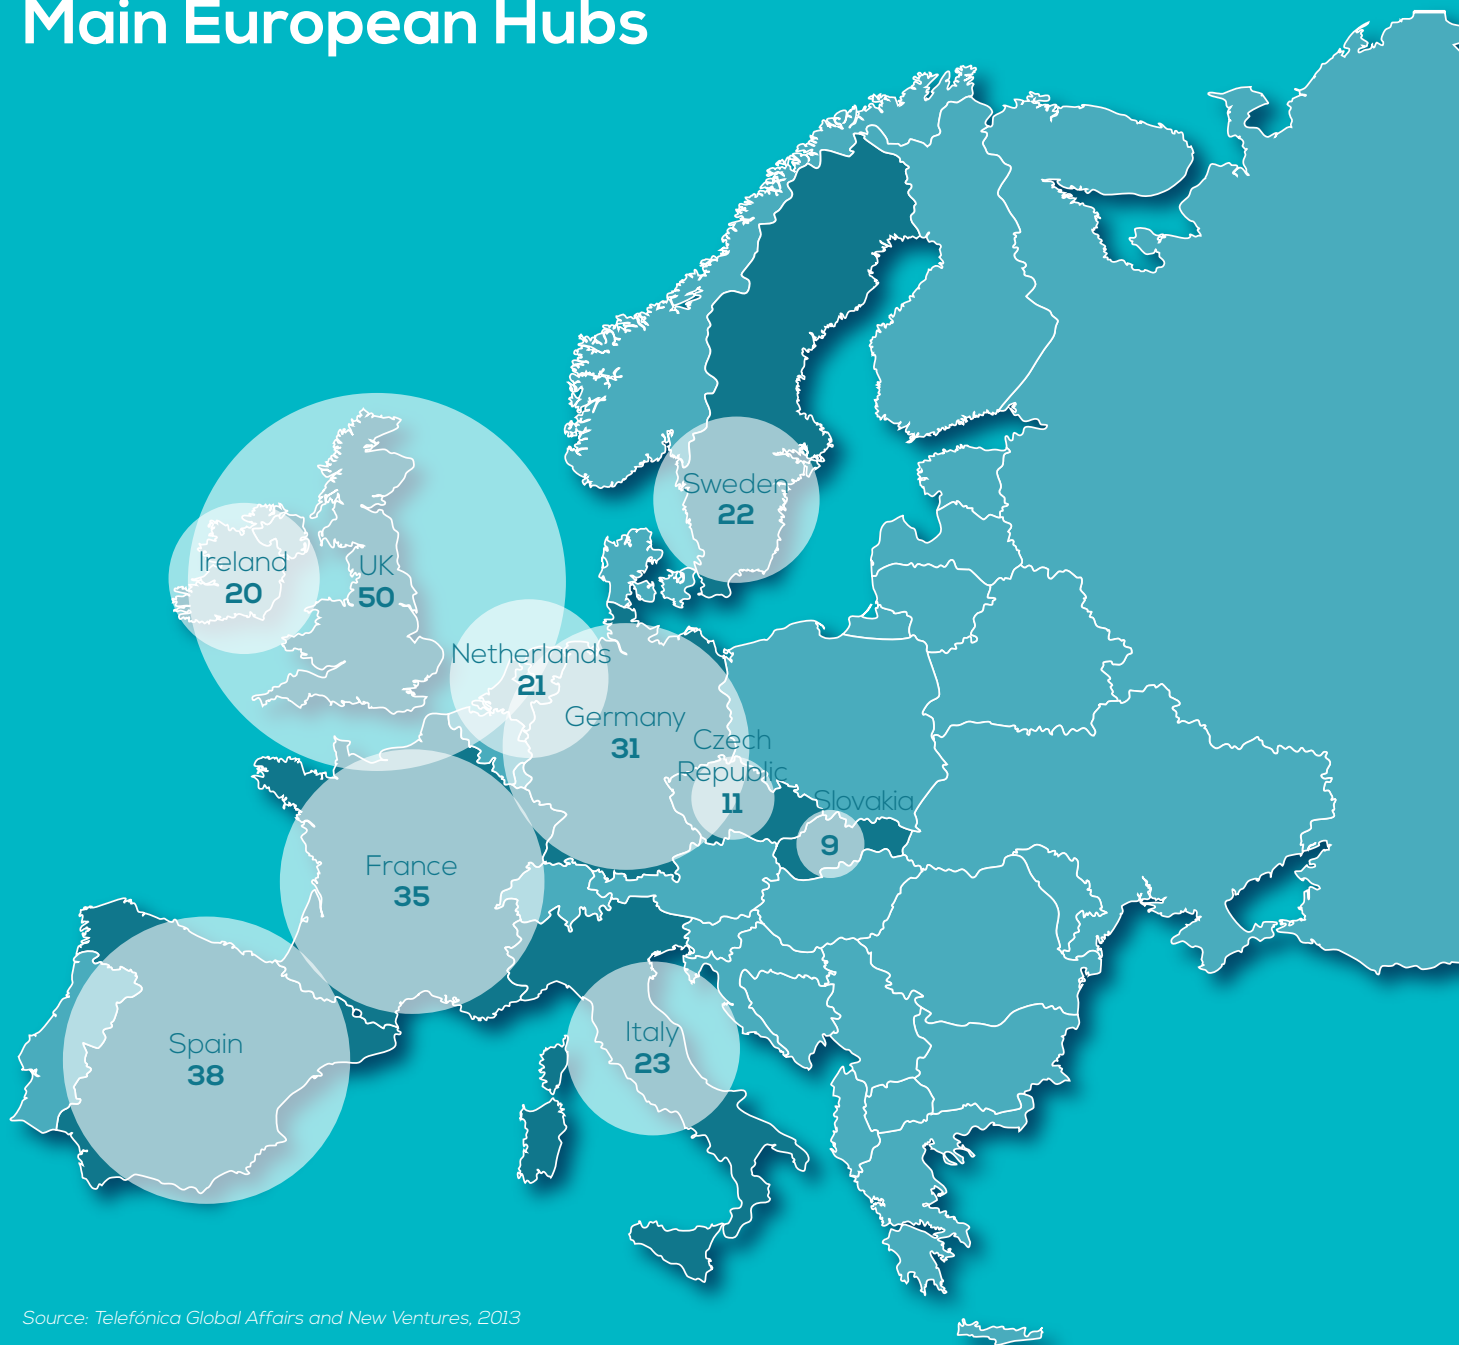 Main European Hubs
Sweden
22
Ireland
20
UK
50
Netherlands
21
Germany
31
Czech
Republic
11
Slovakia
9
France
35
Spain
38
Italy
23
Source: Telefónica Global Affairs and New Ventures, 2013